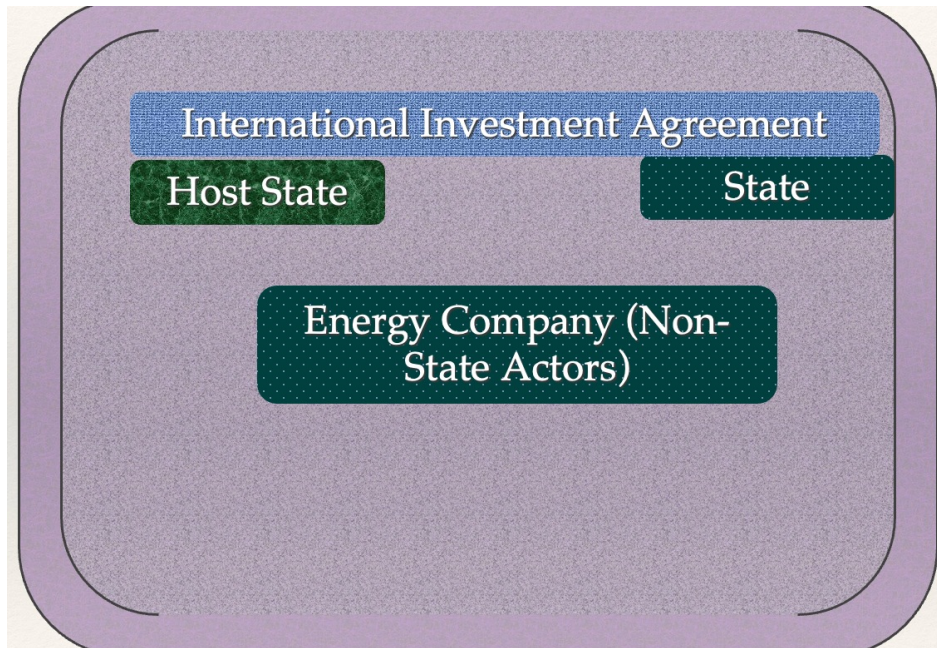 International Investment Agreement
Host State
State
Energy Company (Non-
State Actors)